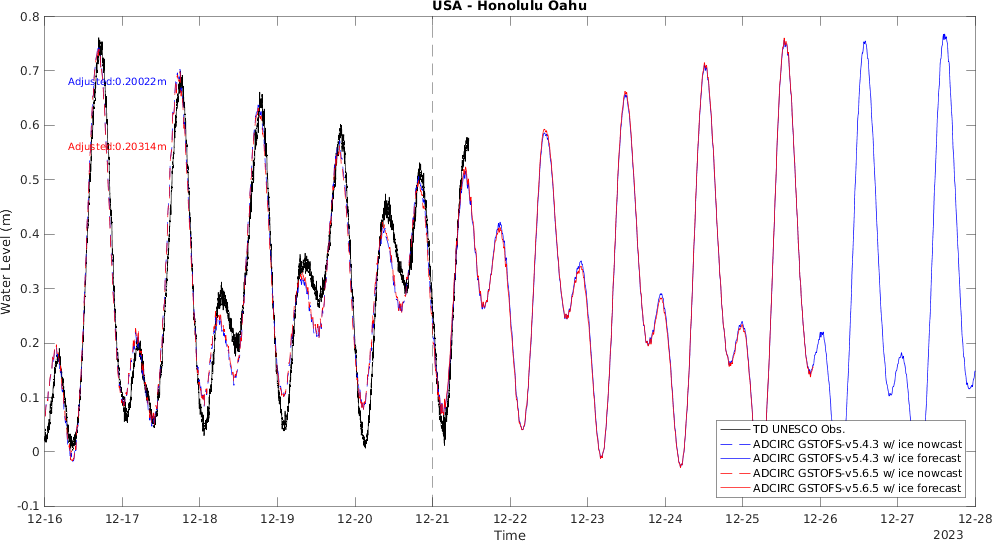 USA - Honolulu Oahu
Water Level (m)
0.8
0.7
0.6
0.5
0.4
0.3
0.2
0.1
0
-0.1
Adjusted:0.20022m
Adjusted:0.20314m
TD UNESCO Obs.
ADCIRC GSTOFS-v5.4.3 w/ ice nowcast
ADCIRC GSTOFS-v5.4.3 w/ ice forecast
ADCIRC GSTOFS-v5.6.5 w/ ice nowcast
ADCIRC GSTOFS-v5.6.5 w/ ice forecast
12-16 12-17 12-18 12-19 12-20 12-21 12-22 12-23 12-24 12-25 12-26 12-27 12-28
Time
2023